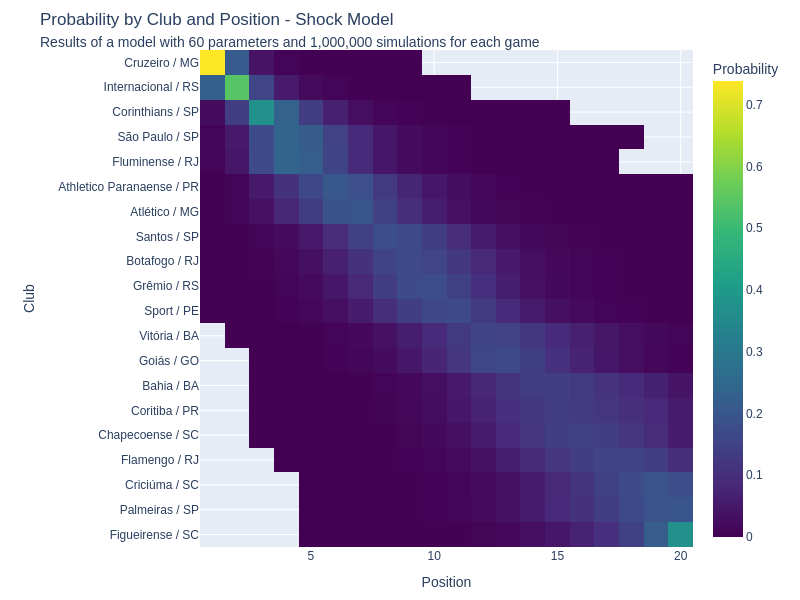 Probability by Club and Position - Shock Model
Results of a model with 60 parameters and 1,000,000 simulations for each game
Probability
Club
Cruzeiro / MG
Internacional / RS
Corinthians / SP
São Paulo / SP
Fluminense / RJ
Athletico Paranaense / PR
Atlético / MG
Santos / SP
Botafogo / RJ
Grêmio / RS
Sport / PE
Vitória / BA
Goiás / GO
Bahia / BA
Coritiba / PR
Chapecoense / SC
Flamengo / RJ
Criciúma / SC
Palmeiras / SP
Figueirense / SC
0.7
0.6
0.5
0.4
0.3
0.2
0.1
0
5 10 15 20
Position